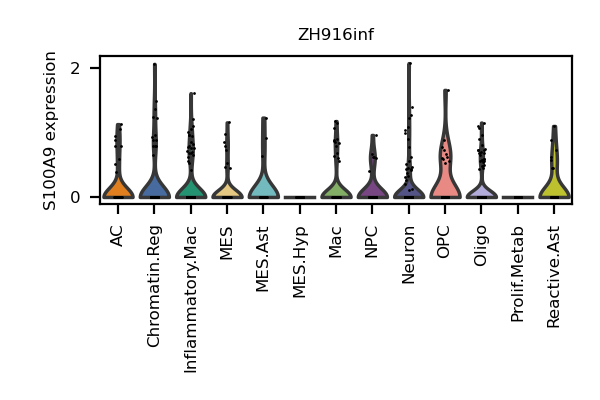 ZH916inf
S100A9 expression
2
0
AC
Chromatin.Reg
Inflammatory.Mac
MES
MES.Ast
MES.Hyp
Mac
NPC
Neuron
OPC
Oligo
Prolif.Metab
Reactive.Ast